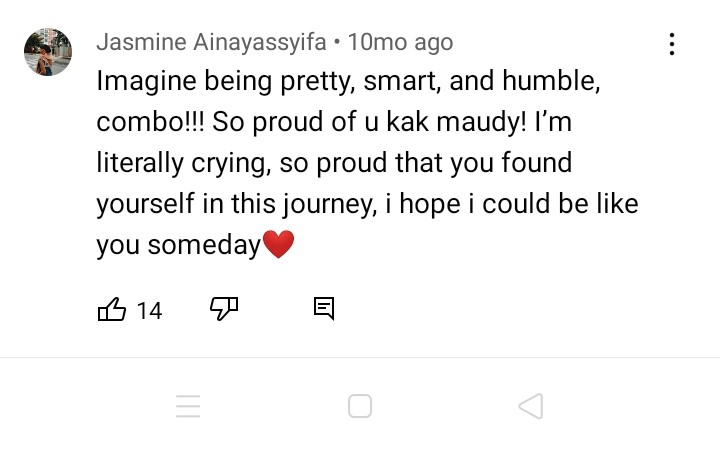 Jasmine Ainayassyifa • 10mo ago
Imagine being pretty, smart, and humble,
combo!!! So proud of u kak maudy! I’m
literally crying, so proud that you found
yourself in this journey, i hope i could be like
you someday❤️
14